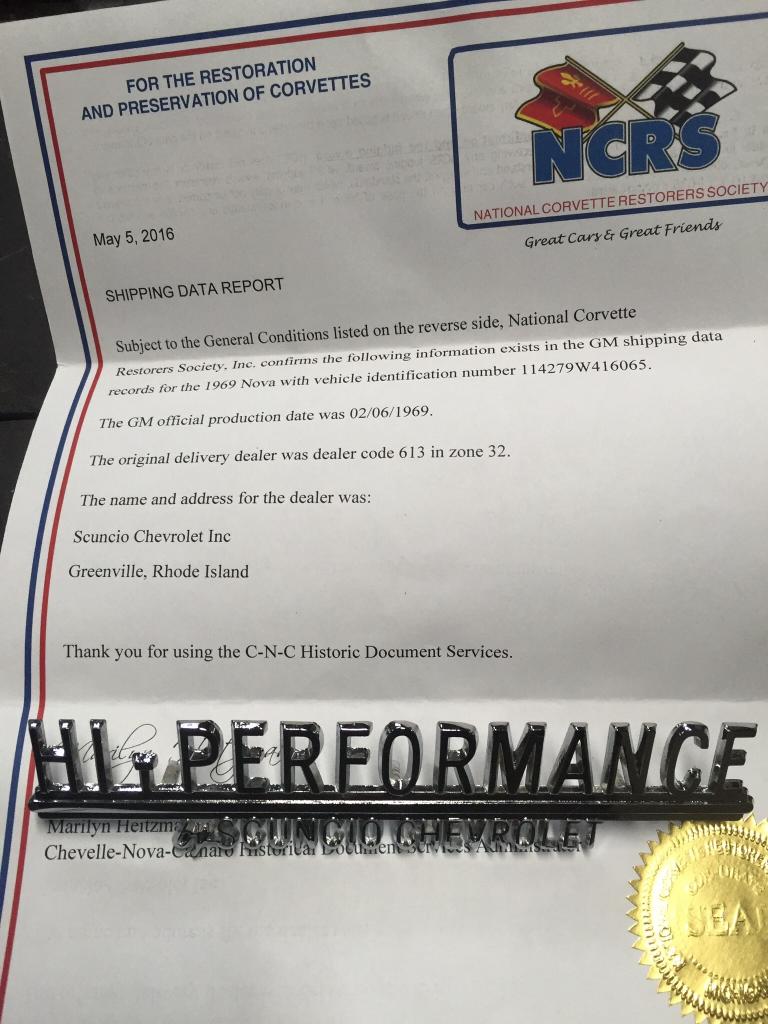 FOR THE RESTORATION
AND PRESERVATION OF CORVETTES
NCRS
NATIONAL CORVETTE RESTORERS SOCIETY
Great Cars & Great Friends
May 5, 2016
SHIPPING DATA REPORT
Subject to the General Conditions listed on the reverse side, National Corvette
Restorers Society, Inc. confirms the following information exists in the GM shipping data
records for the 1969 Nova with vehicle identification number 114279W416065.
The GM official production date was 02/06/1969.
The original delivery dealer was dealer code 613 in zone 32.
The name and address for the dealer was:
Scuncio Chevrolet Inc
Greenville, Rhode Island
Thank you for using the C-N-C Historic Document Services.
HI. PERFORMANCE
by SCUNCIO CHEVROLET
Marilyn Heitzma
Chevelle-Nova-Camaro Historical Document Services Administrator
SEA